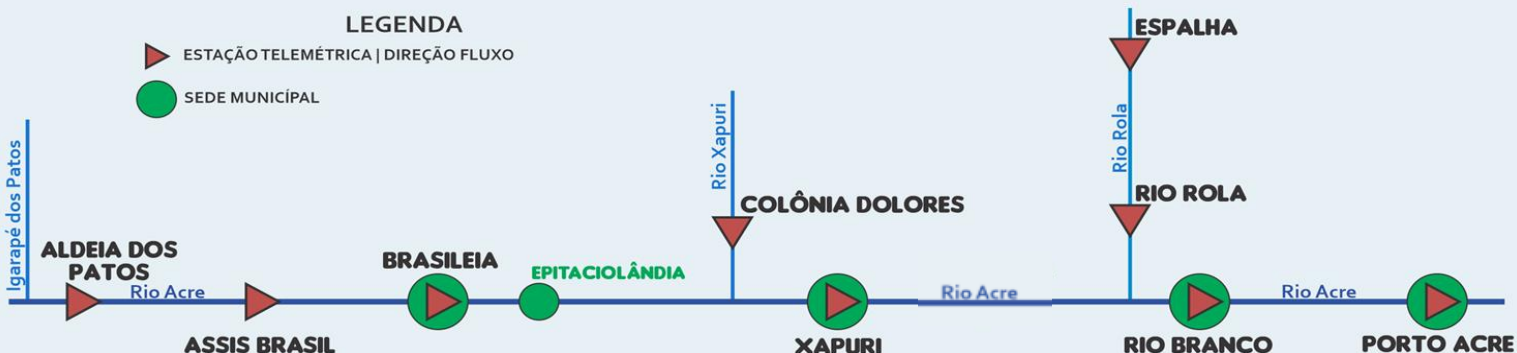 LEGENDA
ESTAÇÃO TELEMÉTRICA | DIREÇÃO FLUXO
SEDE MUNICÍPAL
Igarapé dos Patos
ALDEIA DOS
PATOS
Rio Acre
ASSIS BRASIL
BRASILEIA
EPITACIOLÂNDIA
Rio Xapuri
COLÔNIA DOLORES
XAPURI
Rio Acre
ESPALHA
Rio Rola
RIO ROLA
RIO BRANCO
Rio Acre
PORTO ACRE